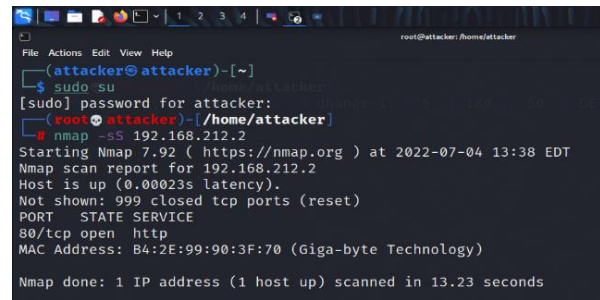 1 2 3 4
root@attacker: /home/attacker
File Actions Edit View Help
(attacker㉿attacker)-[~]
$ sudo su
[sudo] password for attacker:
(root💀attacker)-[/home/attacker]
# nmap -sS 192.168.212.2
Starting Nmap 7.92 ( https://nmap.org ) at 2022-07-04 13:38 EDT
Nmap scan report for 192.168.212.2
Host is up (0.00023s latency).
Not shown: 999 closed tcp ports (reset)
PORT   STATE SERVICE
80/tcp open  http
MAC Address: B4:2E:99:90:3F:70 (Giga-byte Technology)
Nmap done: 1 IP address (1 host up) scanned in 13.23 seconds